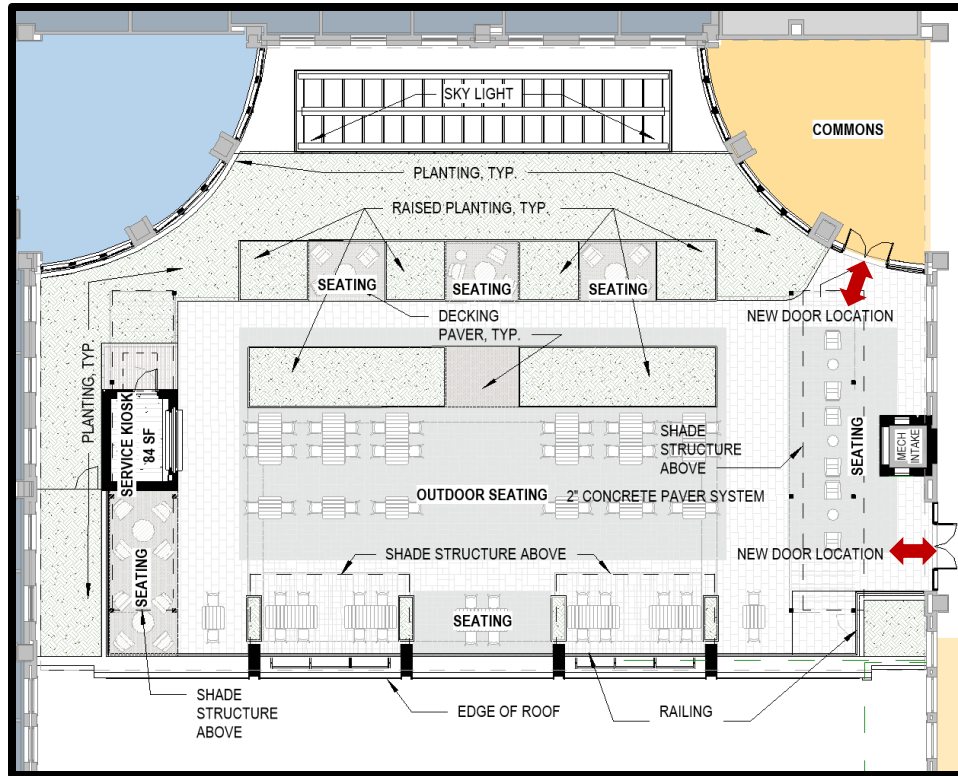 SKY LIGHT
COMMONS
PLANTING, TYP.
RAISED PLANTING, TYP.
SEATING
SEATING
SEATING
DECKING
PAVER, TYP.
NEW DOOR LOCATION
PLANTING, TYP.
SERVICE KIOSK
84 SF
SHADE
STRUCTURE
ABOVE
SEATING
MECH
INTAKE
OUTDOOR SEATING
2" CONCRETE PAVER SYSTEM
SHADE STRUCTURE ABOVE
NEW DOOR LOCATION
SEATING
SEATING
SHADE
STRUCTURE
ABOVE
EDGE OF ROOF
RAILING